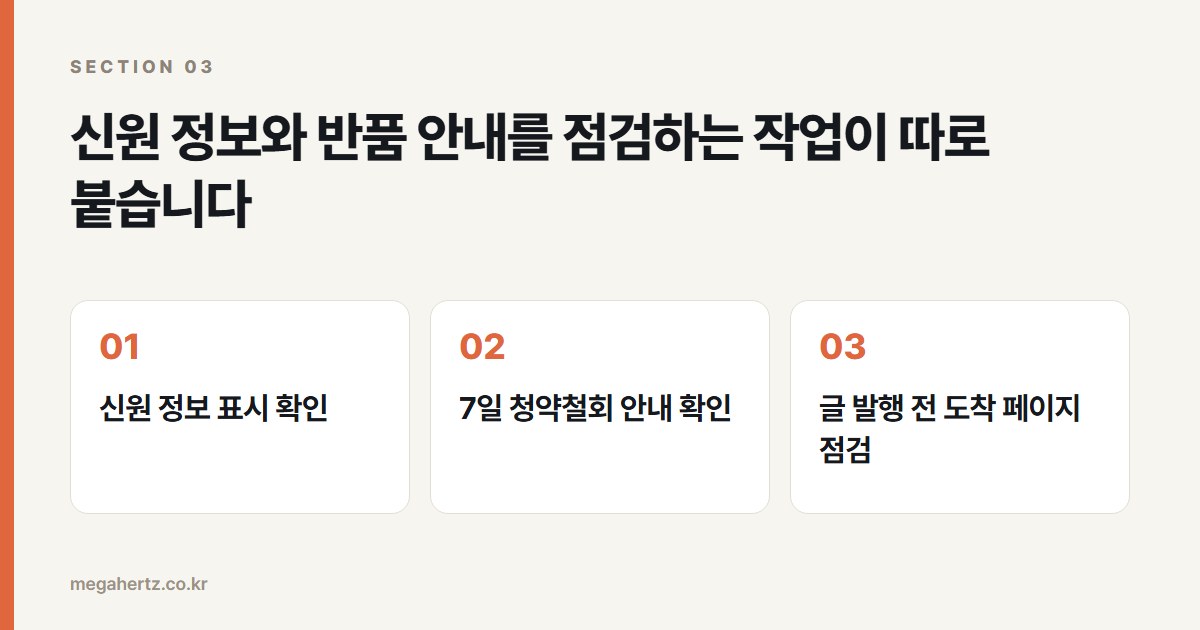 SECTION 03
신원 정보와 반품 안내를 점검하는 작업이 따로
붙습니다
01
신원 정보 표시 확인
02
7일 청약철회 안내 확인
03
글 발행 전 도착 페이지
점검
megahertz.co.kr